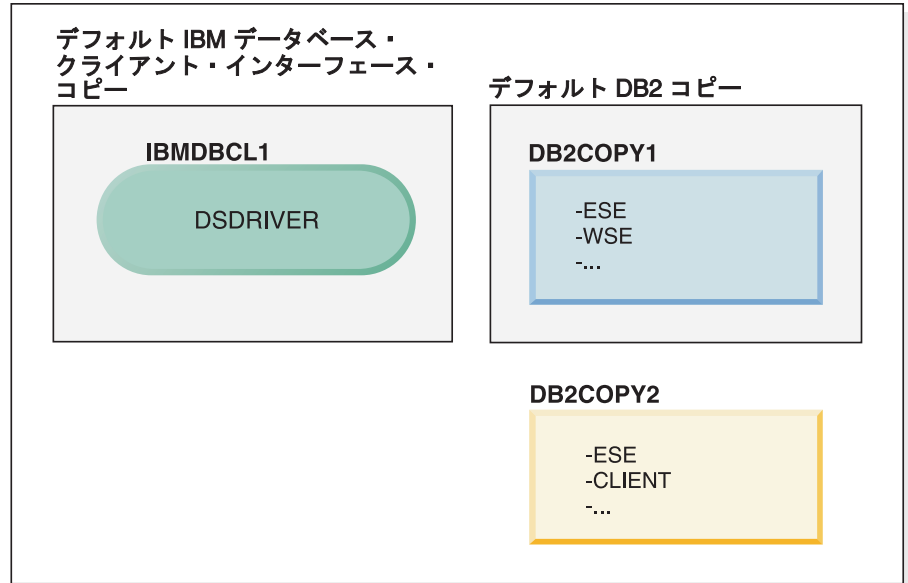 デフォルト IBM データベース・
クライアント・インターフェース・
コピー
IBMDBCL1
DSDRIVER
デフォルト DB2 コピー
DB2COPY1
-ESE
-WSE
-...
DB2COPY2
-ESE
-CLIENT
-...